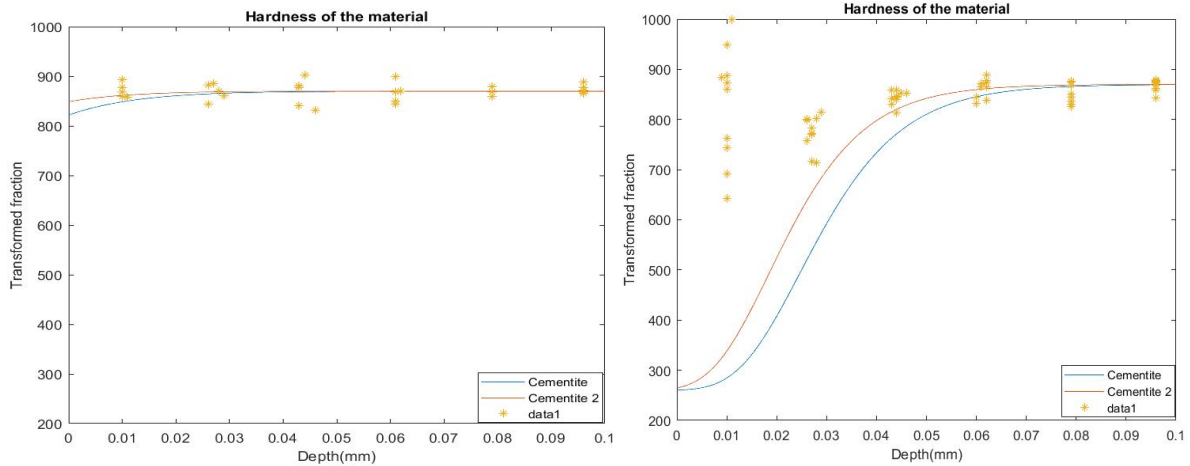 Hardness of the material
1000
900
800
700
600
500
400
300
200
Transformed fraction
0 0.01 0.02 0.03 0.04 0.05 0.06 0.07 0.08 0.09 0.1
Depth(mm)
Cementite
Cementite 2
data1
Hardness of the material
1000
900
800
700
600
500
400
300
200
Transformed fraction
0 0.01 0.02 0.03 0.04 0.05 0.06 0.07 0.08 0.09 0.1
Depth(mm)
Cementite
Cementite 2
data1